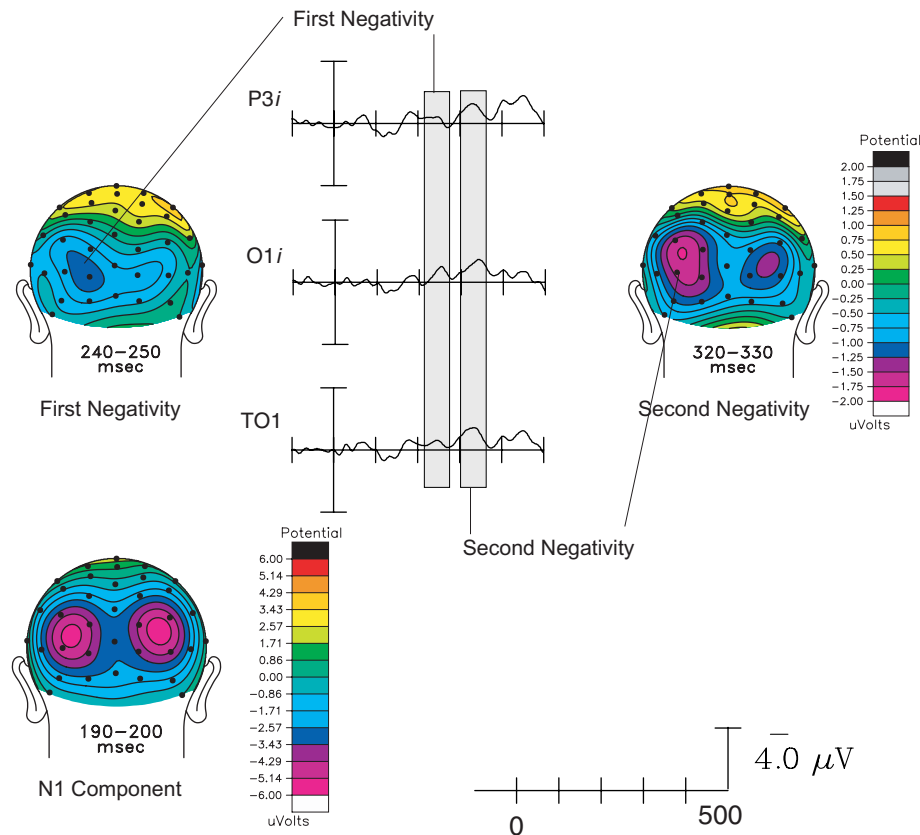 First Negativity
P3i
O1i
TO1
240−250
msec
First Negativity
320−330
msec
Second Negativity
Potential
2.00
1.75
1.50
1.25
1.00
0.75
0.50
0.25
0.00
−0.25
−0.50
−0.75
−1.00
−1.25
−1.50
−1.75
−2.00
uVolts
Second Negativity
190−200
msec
N1 Component
Potential
6.00
5.14
4.29
3.43
2.57
1.71
0.86
0.00
−0.86
−1.71
−2.57
−3.43
−4.29
−5.14
−6.00
uVolts
4.0 μV
0
500